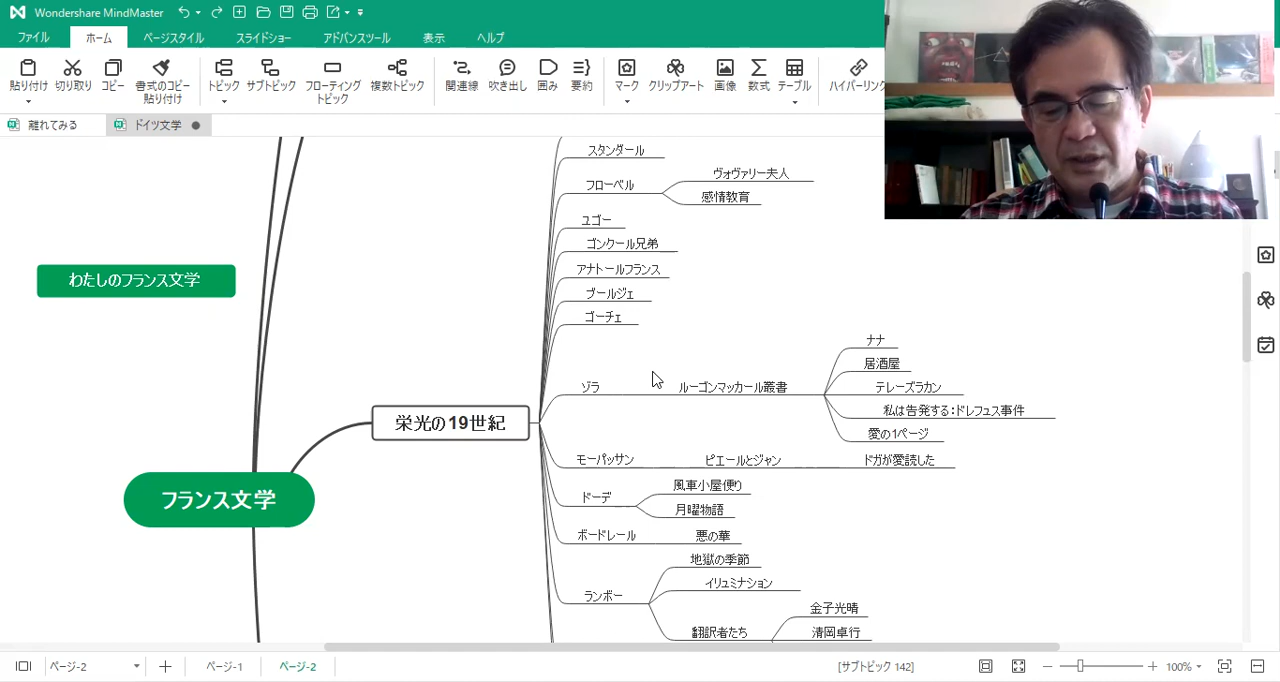 Wondershare MindMaster
ファイル
ホーム
ページスタイル
スライドショー
アドバンスツール
表示
ヘルプ
貼り付け
切り取り
コピー
書式のコピー
貼り付け
トピック
サブトピック
フローティング
トピック
複数トピック
関連線
吹き出し
囲み
要約
マーク
クリップアート
画像
数式
テーブル
ハイパーリンク
離れてみる
ドイツ文学
スタンダール
フローベル
ヴォヴァリー夫人
感情教育
ユゴー
ゴンクール兄弟
アナトールフランス
ブールジェ
ゴーチェ
わたしのフランス文学
ゾラ
ルーゴンマッカール叢書
ナナ
居酒屋
テレーズラカン
私は告発する:ドレフュス事件
愛の1ページ
栄光の19世紀
モーパッサン
ピエールとジャン
ドガが愛読した
フランス文学
ドーデ
風車小屋便り
月曜物語
ボードレール
悪の華
ランボー
地獄の季節
イリュミナション
翻訳者たち
金子光晴
清岡卓行
ページ-2
ページ-1
ページ-2
[サブトピック 142]
100%